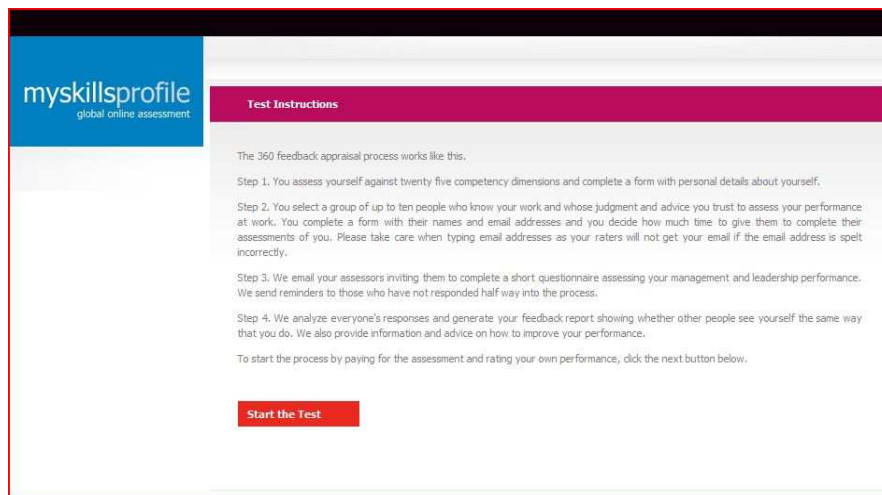 myskillsprofile
global online assessment
Test Instructions
The 360 feedback appraisal process works like this.
Step 1. You assess yourself against twenty five competency dimensions and complete a form with personal details about yourself.
Step 2. You select a group of up to ten people who know your work and whose judgment and advice you trust to assess your performance
at work. You complete a form with their names and email addresses and you decide how much time to give them to complete their
assessments of you. Please take care when typing email addresses as your raters will not get your email if the email address is spelt
incorrectly.
Step 3. We email your assessors inviting them to complete a short questionnaire assessing your management and leadership performance.
We send reminders to those who have not responded half way into the process.
Step 4. We analyze everyone's responses and generate your feedback report showing whether other people see yourself the same way
that you do. We also provide information and advice on how to improve your performance.
To start the process by paying for the assessment and rating your own performance, click the next button below.
Start the Test